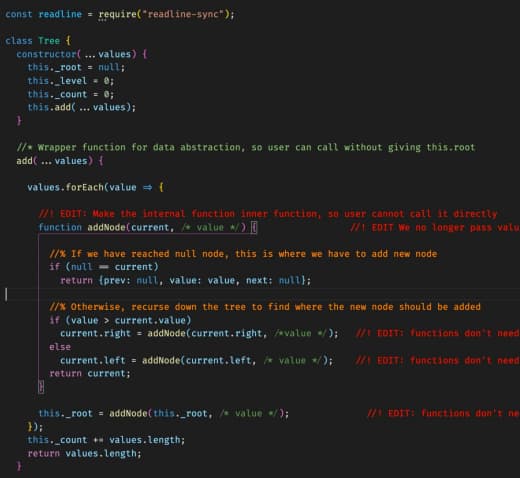 const readline = require("readline-sync");
class Tree {
constructor(...values) {
this._root = null;
this._level = 0;
this._count = 0;
this.add(...values);
}
//* Wrapper function for data abstraction, so user can call without giving this.root
add(...values) {
values.forEach(value => {
//! EDIT: Make the internal function inner function, so user cannot call it directly
function addNode(current, /* value */) { //! EDIT We no longer pass valu
//% If we have reached null node, this is where we have to add new node
if (null == current)
return {prev: null, value: value, next: null};
//% Otherwise, recurse down the tree to find where the new node should be added
if (value > current.value)
current.right = addNode(current.right, /*value */); //! EDIT: functions don't need
else
current.left = addNode(current.left, /* value */); //! EDIT: functions don't need
return current;
}
this._root = addNode(this._root, /* value */); //! EDIT: functions don't ne
});
this._count += values.length;
return values.length;
}